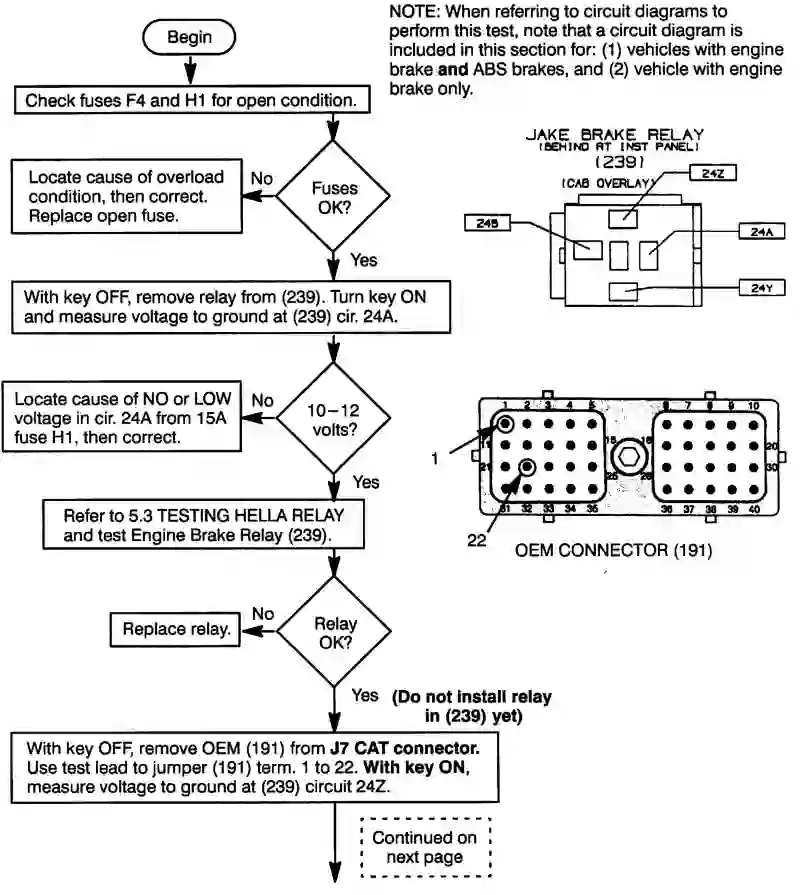 NOTE: When referring to circuit diagrams to
perform this test, note that a circuit diagram is
included in this section for: (1) vehicles with engine
brake and ABS brakes, and (2) vehicle with engine
brake only.
Begin
Check fuses F4 and H1 for open condition.
Fuses
OK?
No
Locate cause of overload
condition, then correct.
Replace open fuse.
Yes
With key OFF, remove relay from (239). Turn key ON
and measure voltage to ground at (239) cir. 24A.
10–12
volts?
No
Locate cause of NO or LOW
voltage in cir. 24A from 15A
fuse H1, then correct.
Yes
Refer to 5.3 TESTING HELLA RELAY
and test Engine Brake Relay (239).
Relay
OK?
No
Replace relay.
Yes
(Do not install relay
in (239) yet)
With key OFF, remove OEM (191) from J7 CAT connector.
Use test lead to jumper (191) term. 1 to 22. With key ON,
measure voltage to ground at (239) circuit 24Z.
Continued on
next page
JAKE BRAKE RELAY
(BEHIND RT INST PANEL)
(239)
(CAB OVERLAY)
24Z
24B
24A
24Y
1 2 3 4 5 6 7 8 9 10
11 15 16 20
21 25 26 30
31 32 33 34 35 36 37 38 39 40
1
22
OEM CONNECTOR (191)